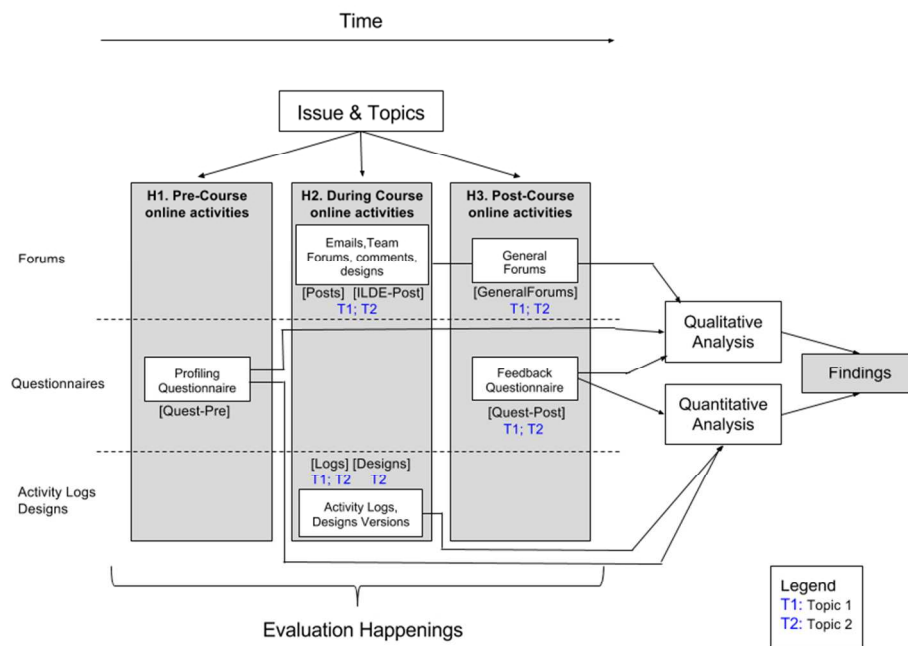 Time
Issue & Topics
H1. Pre-Course
online activities
H2. During Course
online activities
H3. Post-Course
online activities
Forums
Emails,Team
Forums, comments,
designs
[Posts] [ILDE-Post]
T1; T2
General
Forums
[GeneralForums]
T1; T2
Qualitative
Analysis
Questionnaires
Profiling
Questionnaire
[Quest-Pre]
Feedback
Questionnaire
[Quest-Post]
T1; T2
Quantitative
Analysis
Findings
Activity Logs
Designs
[Logs] [Designs]
T1; T2 T2
Activity Logs,
Designs Versions
Evaluation Happenings
Legend
T1: Topic 1
T2: Topic 2